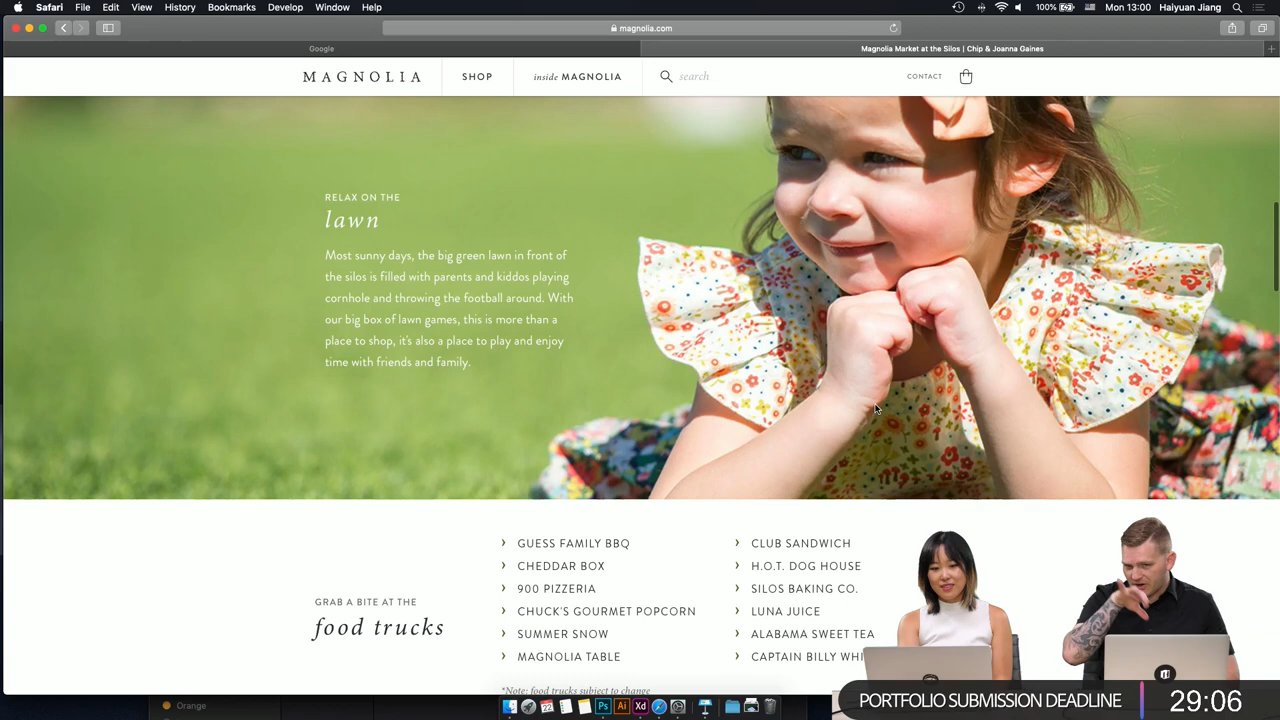 Safari File Edit View History Bookmarks Develop Window Help 100% Mon 13:00 Haiyuan Jiang
magnolia.com
Google Magnolia Market at the Silos | Chip & Joanna Gaines
MAGNOLIA SHOP inside MAGNOLIA search CONTACT
RELAX ON THE
lawn
Most sunny days, the big green lawn in front of
the silos is filled with parents and kiddos playing
cornhole and throwing the football around. With
our big box of lawn games, this is more than a
place to shop, it's also a place to play and enjoy
time with friends and family.
GRAB A BITE AT THE
food trucks
› GUESS FAMILY BBQ
› CHEDDAR BOX
› 900 PIZZERIA
› CHUCK'S GOURMET POPCORN
› SUMMER SNOW
› MAGNOLIA TABLE
› CLUB SANDWICH
› H.O.T. DOG HOUSE
› SILOS BAKING CO.
› LUNA JUICE
› ALABAMA SWEET TEA
› CAPTAIN BILLY WHI
*Note: food trucks subject to change
Orange
Ps Ai Xd
PORTFOLIO SUBMISSION DEADLINE 29:06